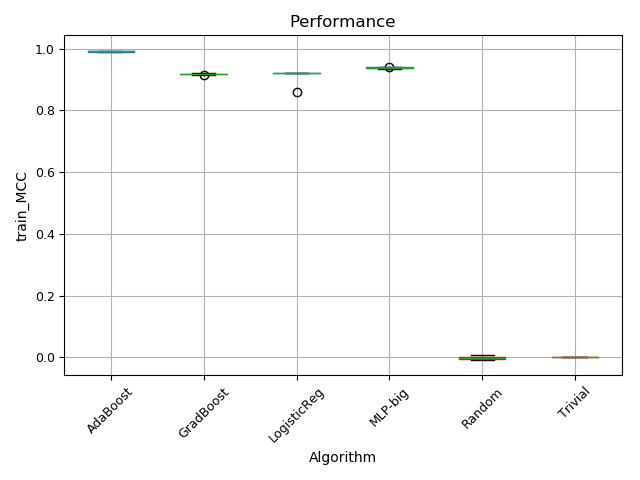 Performance
1.0
0.8
0.6
0.4
0.2
0.0
train_MCC
AdaBoost
GradBoost
LogisticReg
MLP-big
Random
Trivial
Algorithm